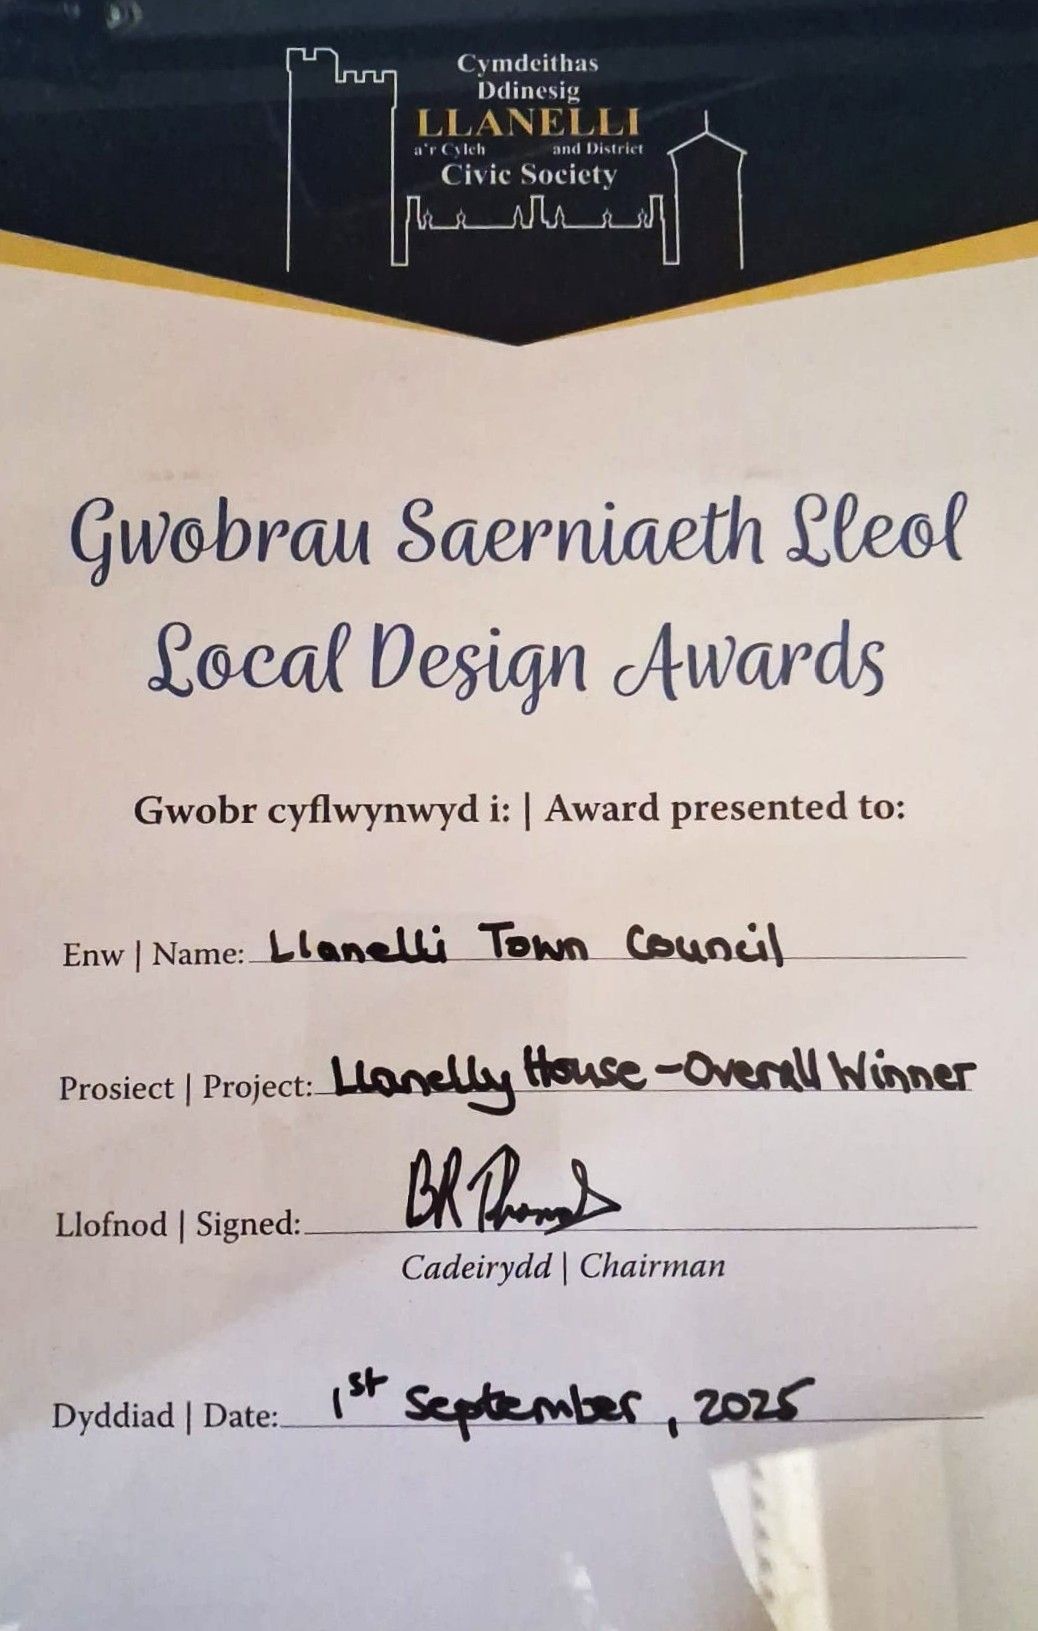 Cymdeithas
Ddinesig
LLANELLI
a'r Cylch and District
Civic Society
Gwobrau Saerniaeth Lleol
Local Design Awards
Gwobr cyflwynwyd i: | Award presented to:
Enw | Name: Llanelli Town Council
Prosiect | Project: Llanelly House - Overall Winner
Llofnod | Signed: BR Thomas
Cadeirydd | Chairman
Dyddiad | Date: 1st September, 2025